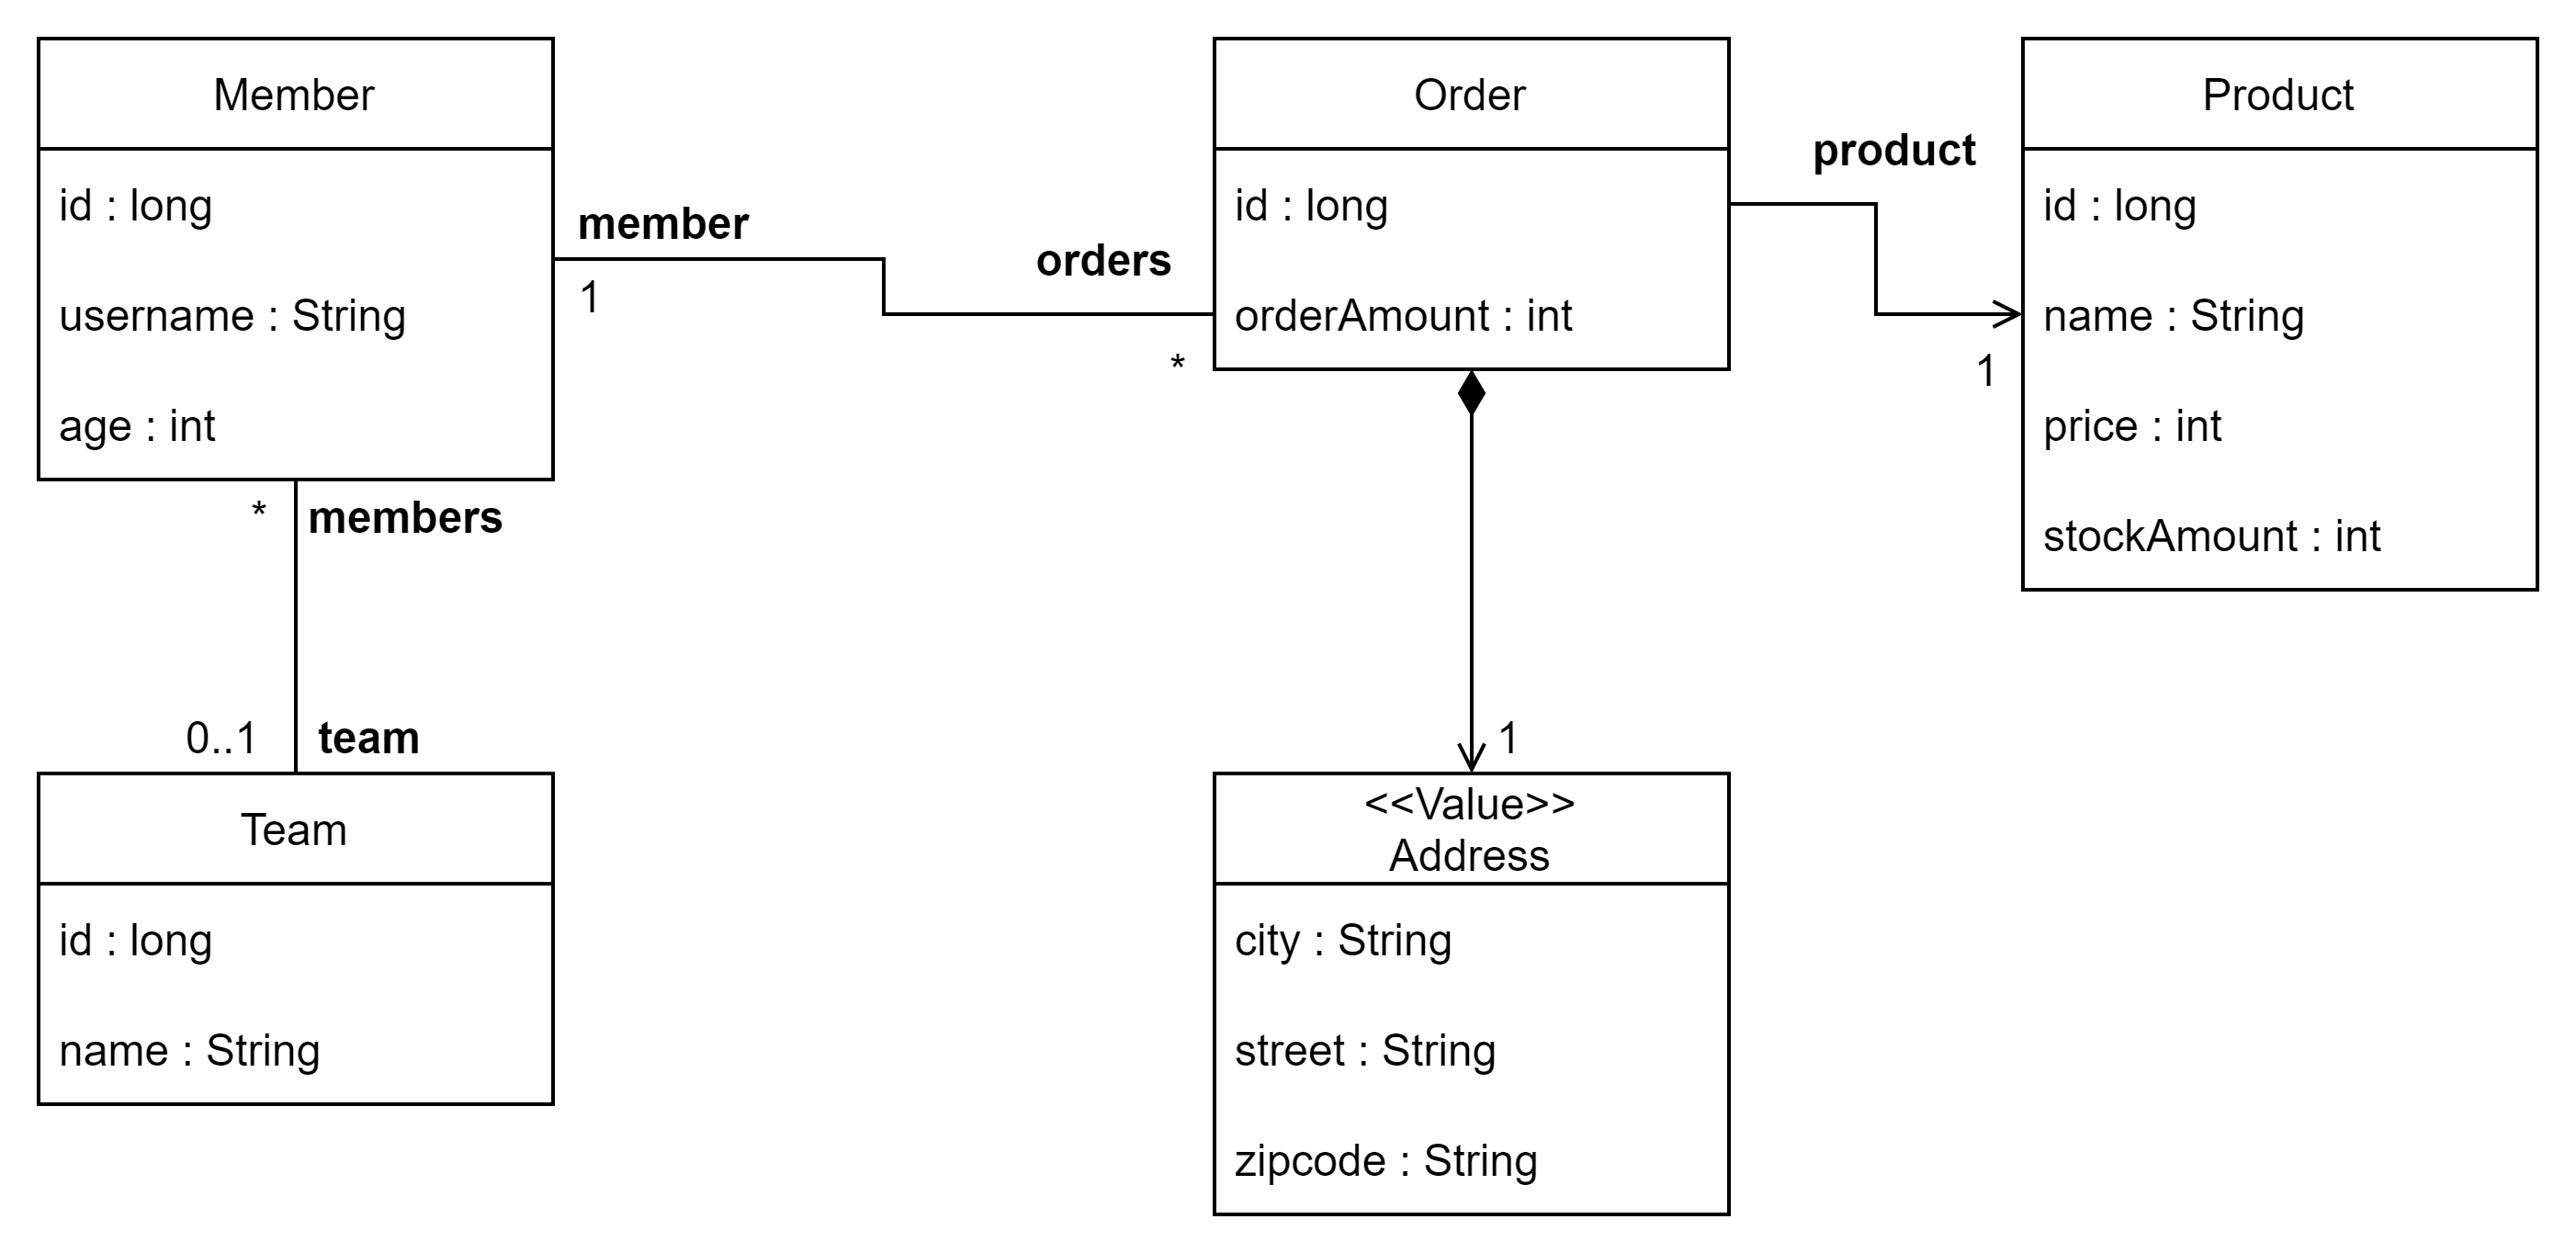 Member
id : long
username : String
age : int
member
1
orders
*
Order
id : long
orderAmount : int
product
1
Product
id : long
name : String
price : int
stockAmount : int
*
members
0..1
team
Team
id : long
name : String
1
<<Value>>
Address
city : String
street : String
zipcode : String